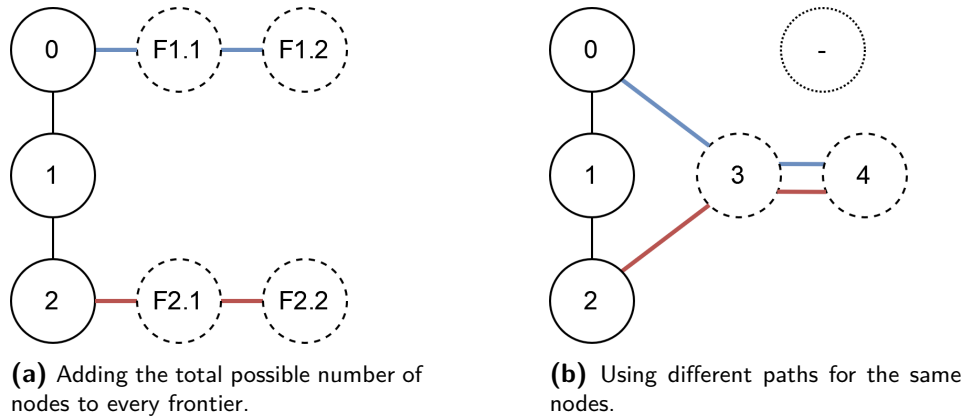 0 F1.1 F1.2
1
2 F2.1 F2.2
(a) Adding the total possible number of
nodes to every frontier.
0 -
1 3 4
2
(b) Using different paths for the same
nodes.